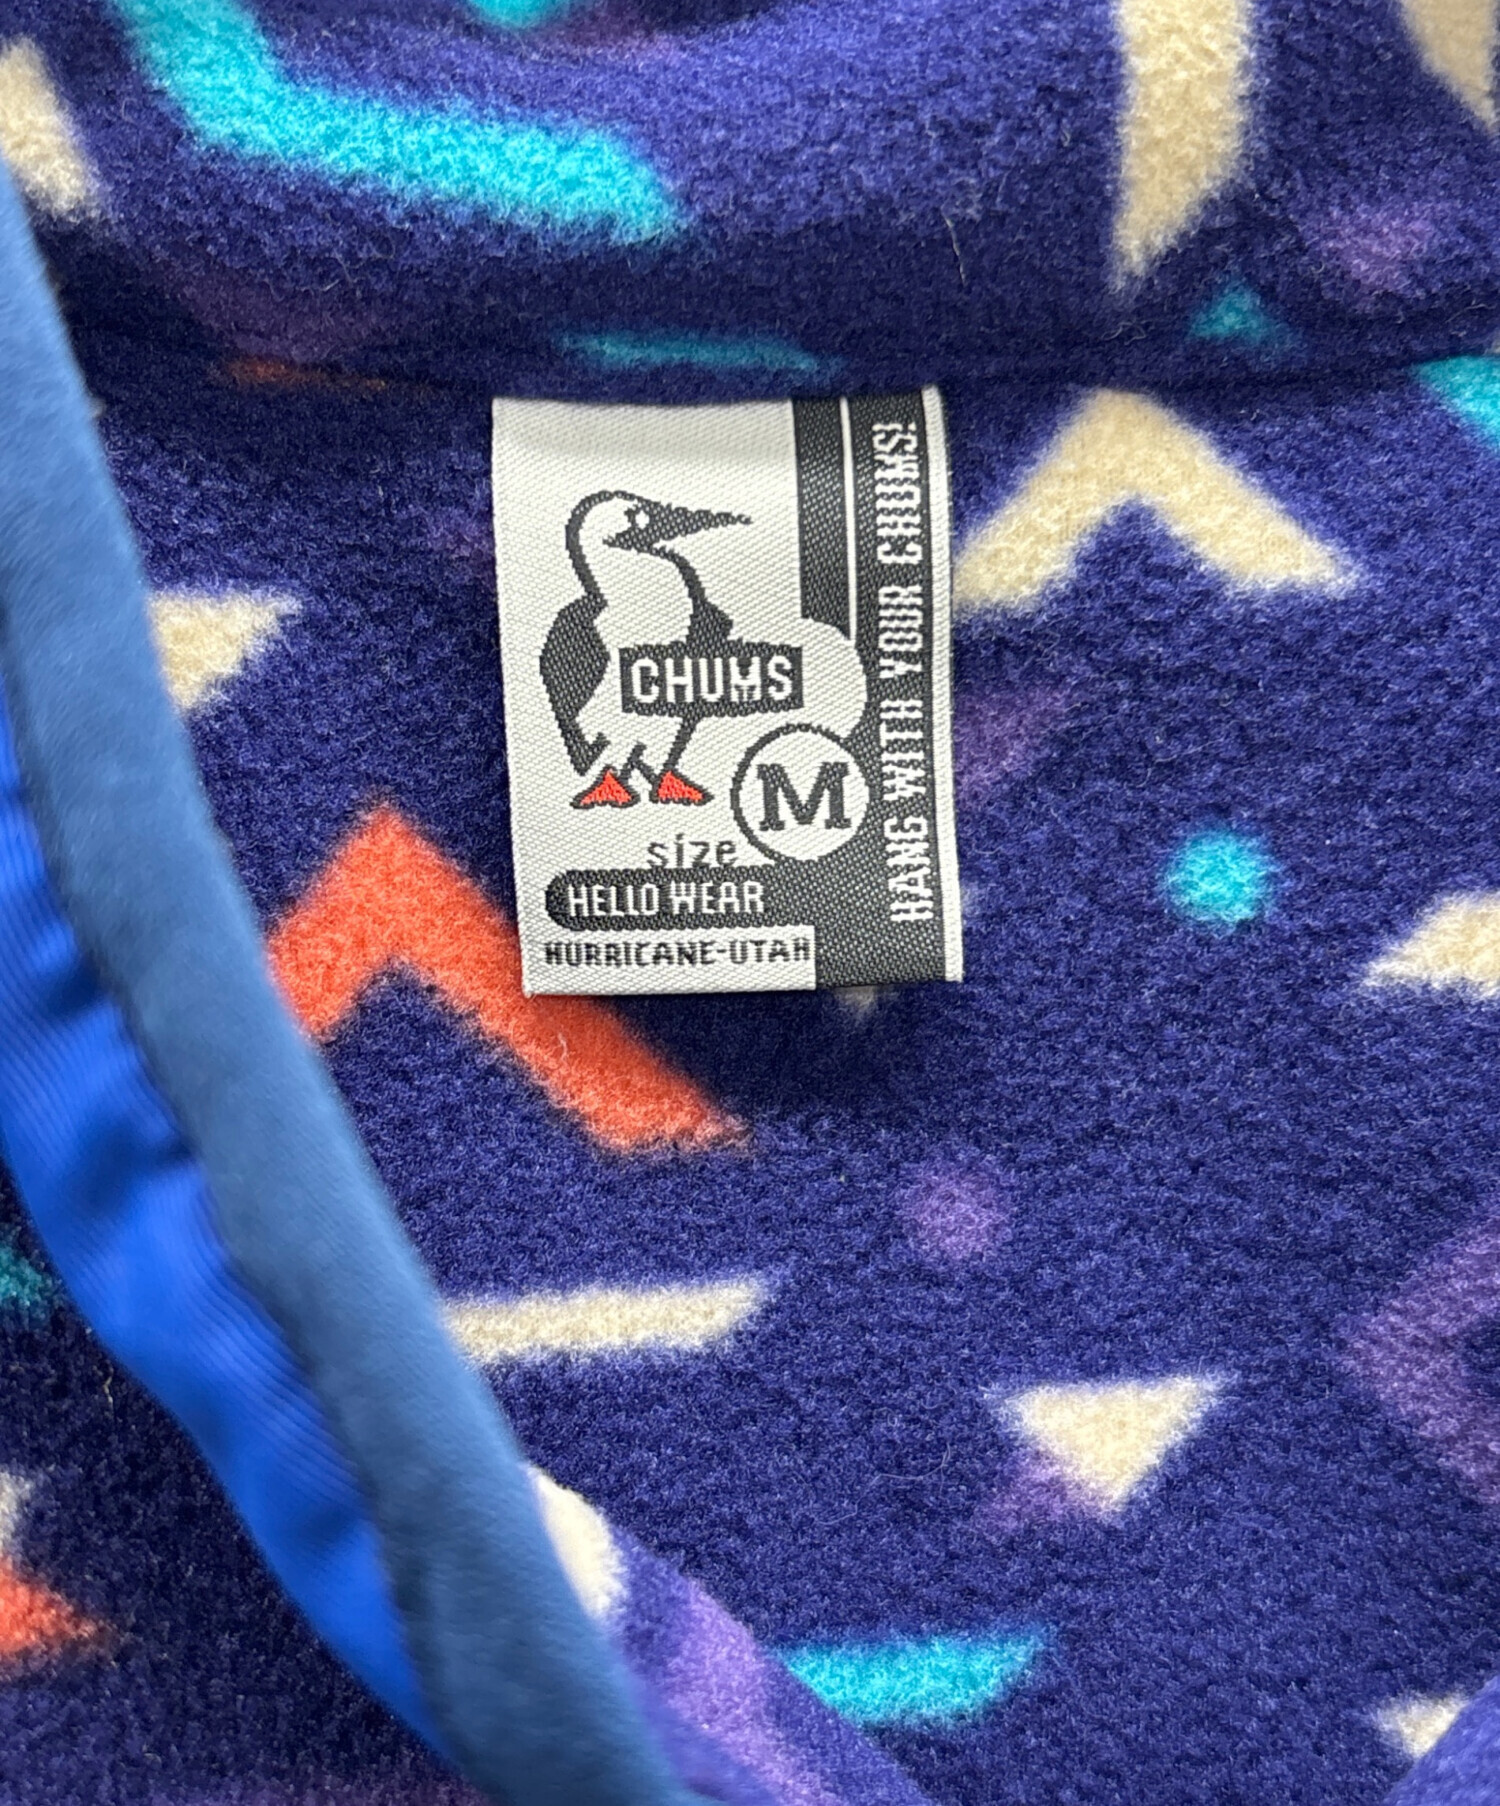 CHUMS
M
size
HELLO WEAR
HURRICANE-UTAH
HANG WITH YOUR CHUMS!